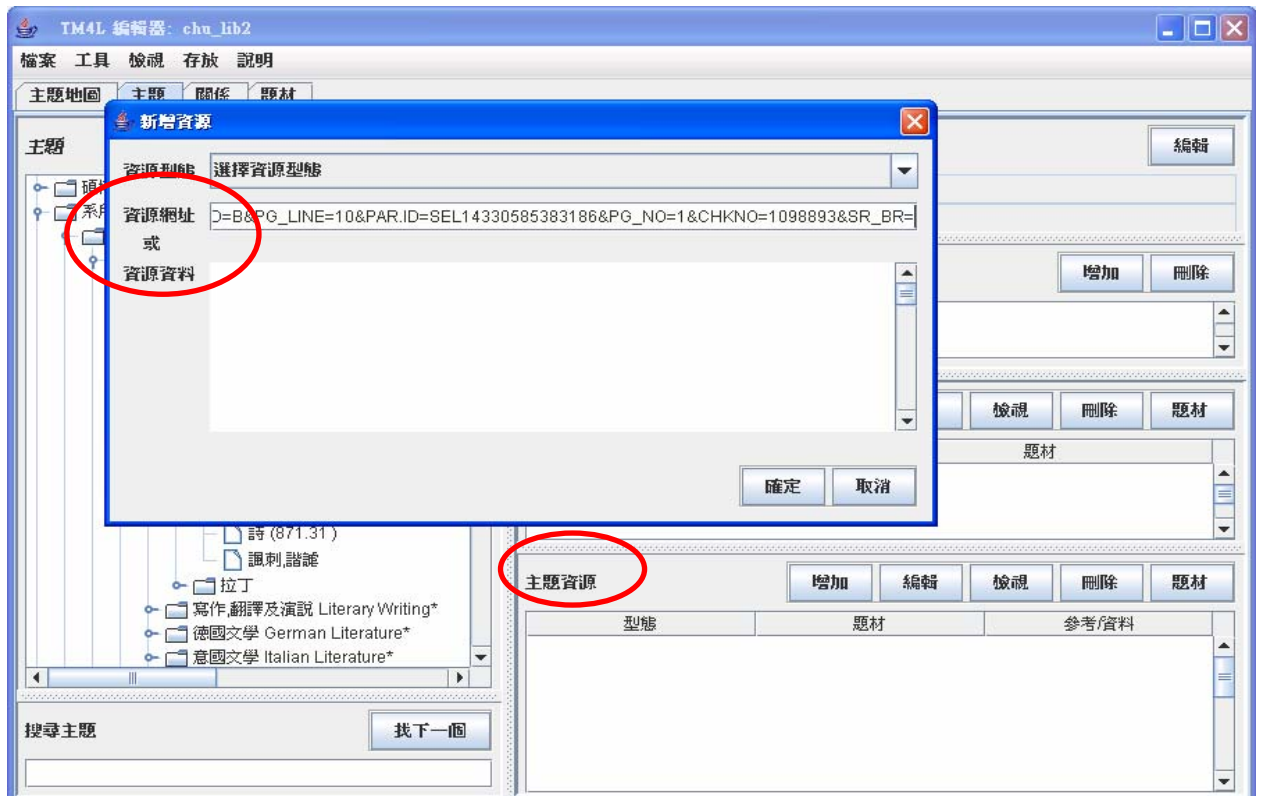 TM4L 編輯器: chu_lib2
檔案 工具 檢視 存放 說明
主題地圖 主題 關係 題材
新增資源
主題
編輯
資源型態 選擇資源型態
資源網址 D=B&PG_LINE=10&PAR.ID=SEL14330585383186&PG_NO=1&CHKNO=1098893&SR_BR=
或
資源資料
增加 刪除
檢視 刪除 題材
題材
確定 取消
詩 (871.31 )
諷刺,諧謔
拉丁
寫作,翻譯及演說 Literary Writing*
德國文學 German Literature*
意國文學 Italian Literature*
主題資源 增加 編輯 檢視 刪除 題材
型態 題材 參考/資料
搜尋主題 找下一個